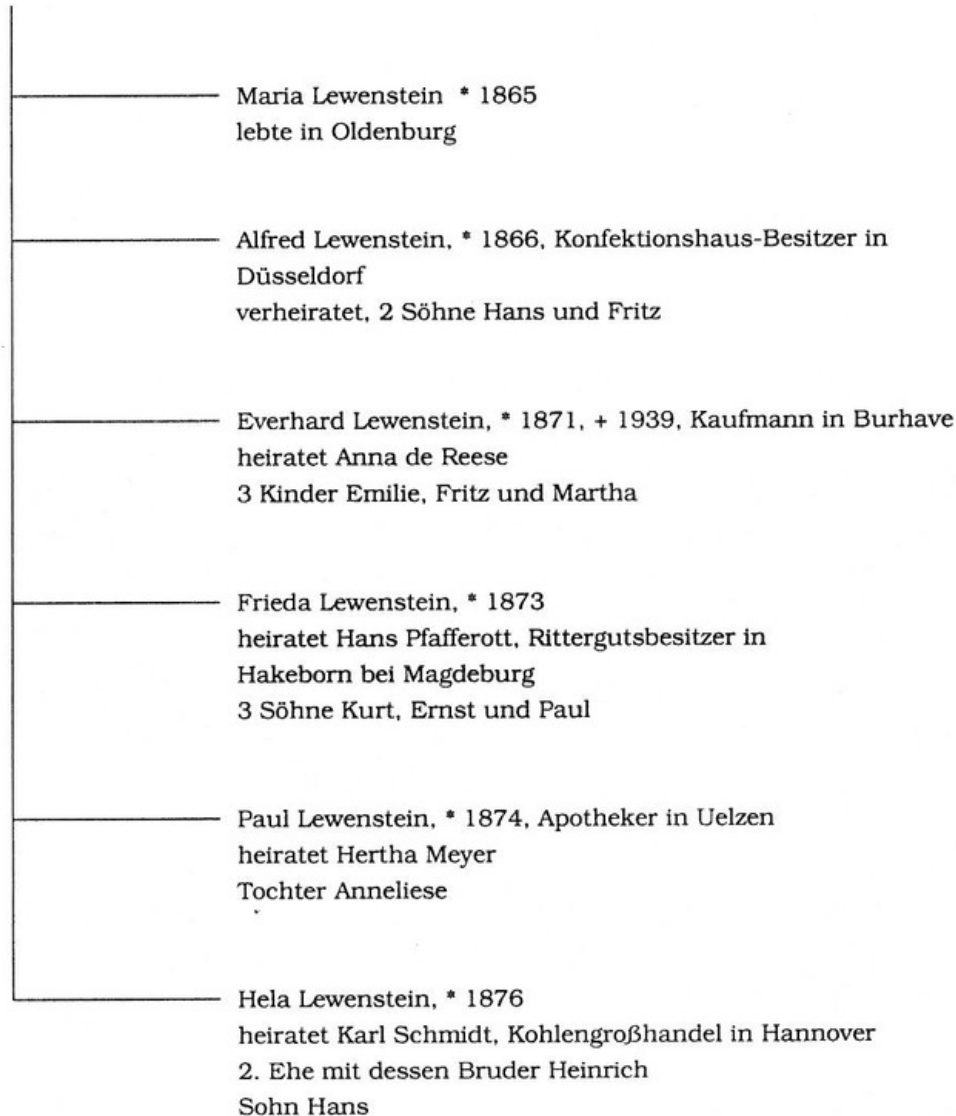 Maria Lewenstein * 1865
lebte in Oldenburg
Alfred Lewenstein, * 1866, Konfektionshaus-Besitzer in
Düsseldorf
verheiratet, 2 Söhne Hans und Fritz
Everhard Lewenstein, * 1871, + 1939, Kaufmann in Burhave
heiratet Anna de Reese
3 Kinder Emilie, Fritz und Martha
Frieda Lewenstein, * 1873
heiratet Hans Pfafferott, Rittergutsbesitzer in
Hakeborn bei Magdeburg
3 Söhne Kurt, Ernst und Paul
Paul Lewenstein, * 1874, Apotheker in Uelzen
heiratet Hertha Meyer
Tochter Anneliese
Hela Lewenstein, * 1876
heiratet Karl Schmidt, Kohlengroßhandel in Hannover
2. Ehe mit dessen Bruder Heinrich
Sohn Hans